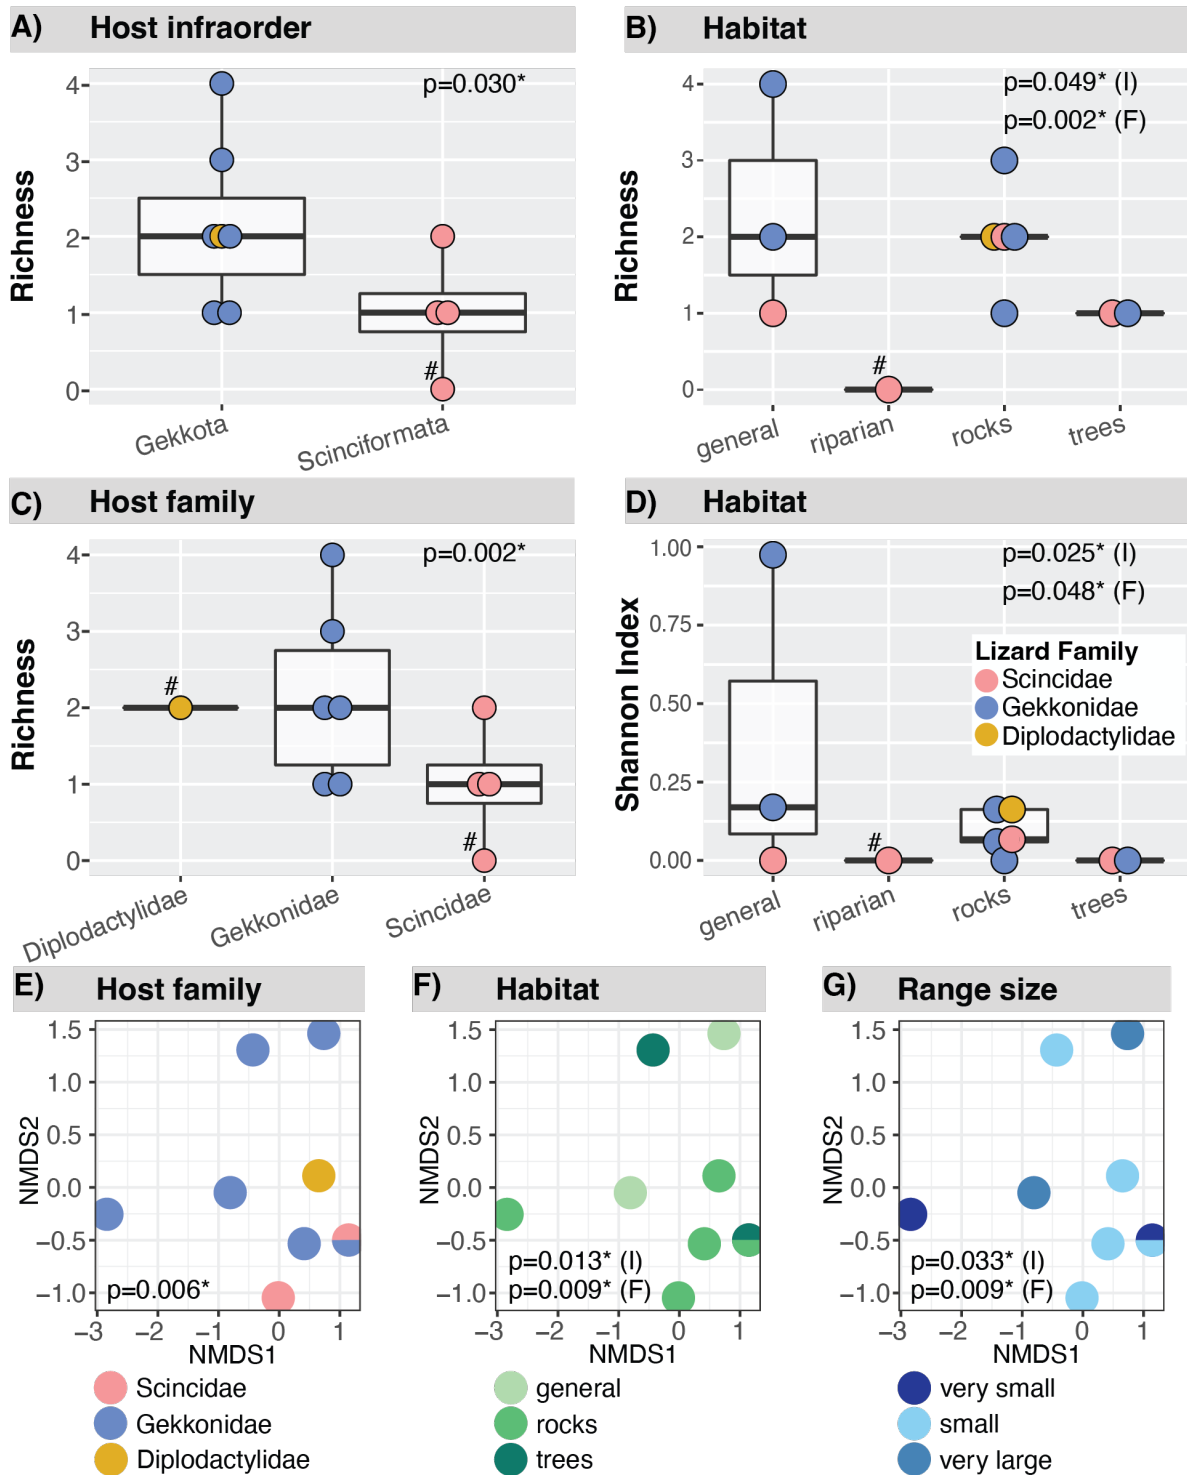 A) Host infraorder
p=0.030*
Richness
4
3
2
1
0
#
Gekkota
Scinciformata
B) Habitat
p=0.049* (I)
p=0.002* (F)
Richness
4
3
2
1
0
#
general
riparian
rocks
trees
C) Host family
p=0.002*
Richness
4
3
2
1
0
#
#
Diplodactylidae
Gekkonidae
Scincidae
D) Habitat
p=0.025* (I)
p=0.048* (F)
Shannon Index
1.00
0.75
0.50
0.25
0.00
#
Lizard Family
Scincidae
Gekkonidae
Diplodactylidae
general
riparian
rocks
trees
E) Host family
NMDS2
1.5
1.0
0.5
0.0
−0.5
−1.0
p=0.006*
−3 −2 −1 0 1
NMDS1
Scincidae
Gekkonidae
Diplodactylidae
F) Habitat
NMDS2
1.5
1.0
0.5
0.0
−0.5
−1.0
p=0.013* (I)
p=0.009* (F)
−3 −2 −1 0 1
NMDS1
general
rocks
trees
G) Range size
NMDS2
1.5
1.0
0.5
0.0
−0.5
−1.0
p=0.033* (I)
p=0.009* (F)
−3 −2 −1 0 1
NMDS1
very small
small
very large